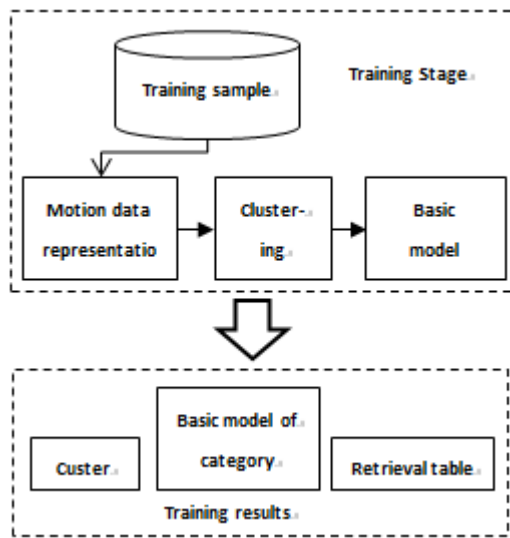 Training sample
Training Stage
Motion data
representatio
Cluster-
ing
Basic
model
Basic model of
category
Custer
Retrieval table
Training results